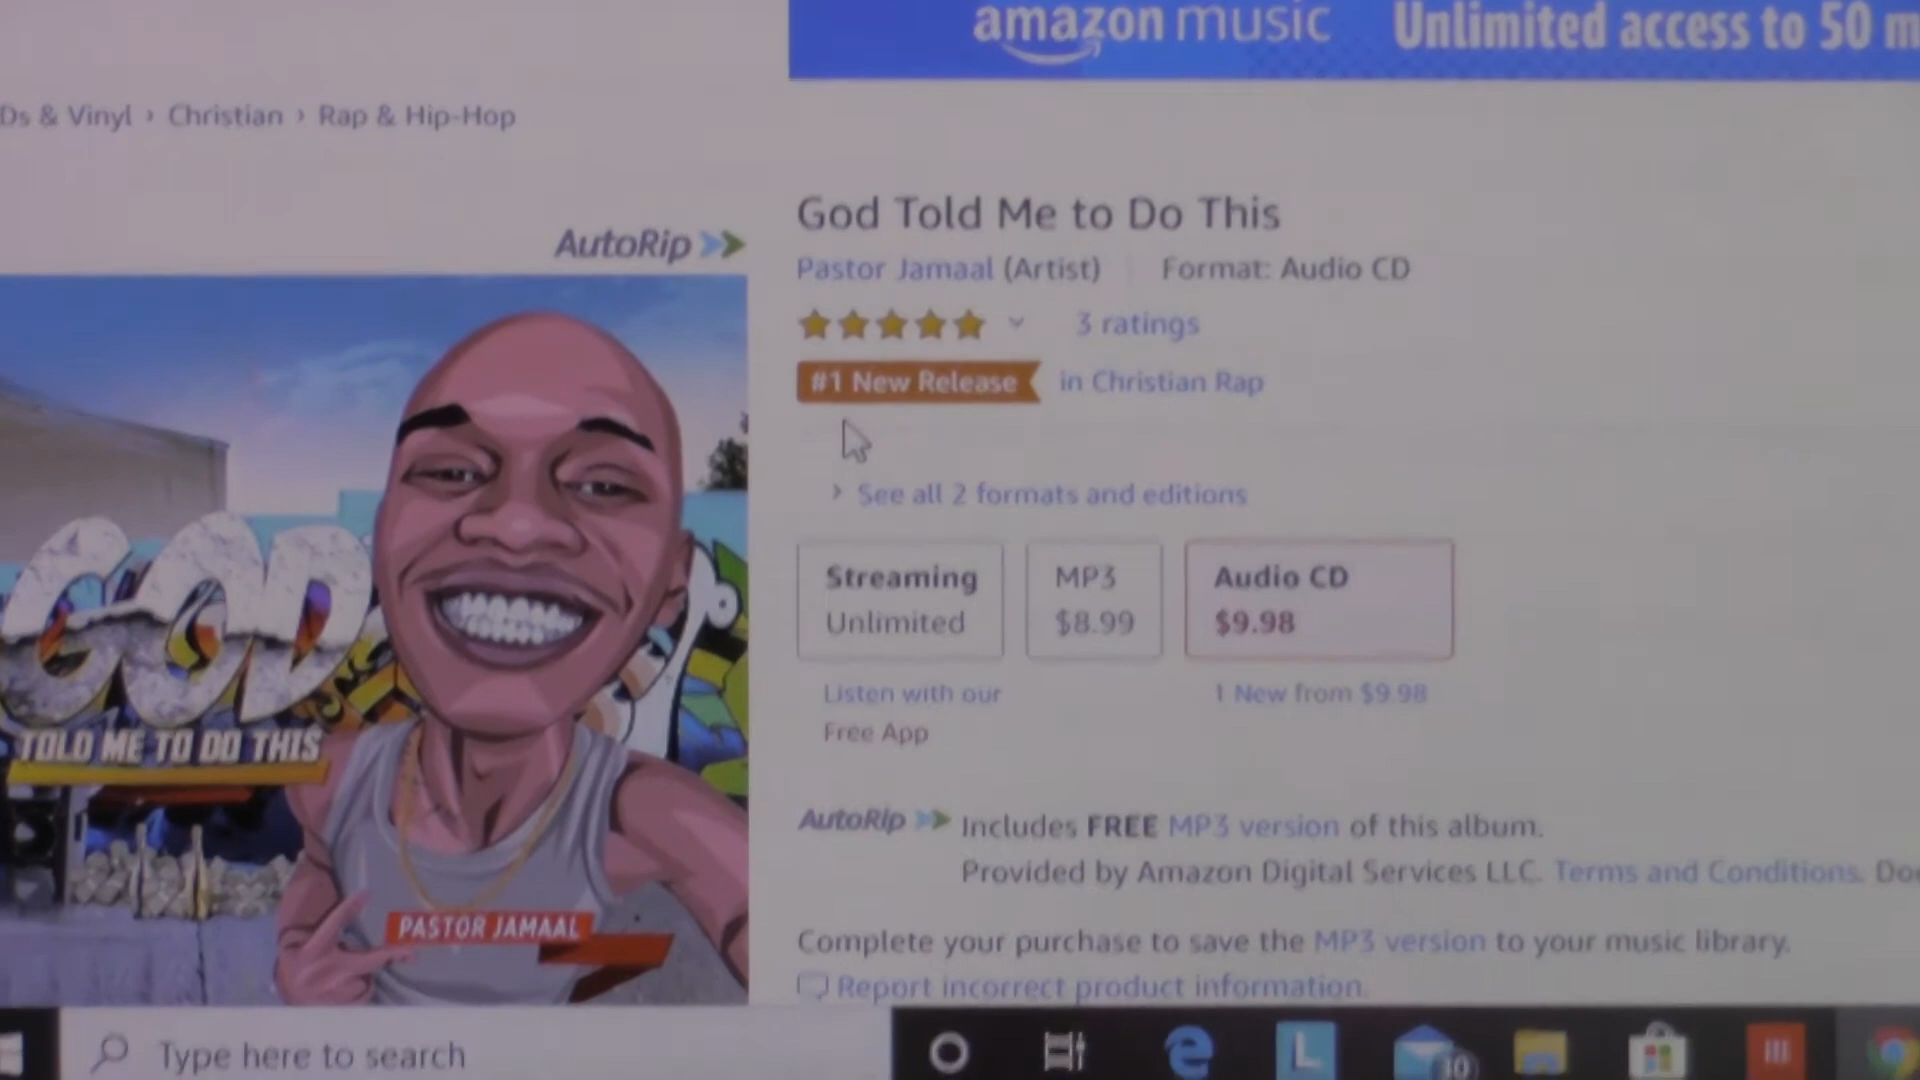 amazon music Unlimited access to 50 m
Ds & Vinyl › Christian › Rap & Hip-Hop
AutoRip
God Told Me to Do This
Pastor Jamaal (Artist) Format: Audio CD
3 ratings
#1 New Release in Christian Rap
› See all 2 formats and editions
Streaming
Unlimited
MP3
$8.99
Audio CD
$9.98
Listen with our
Free App
1 New from $9.98
GOD
TOLD ME TO DO THIS
PASTOR JAMAAL
AutoRip Includes FREE MP3 version of this album.
Provided by Amazon Digital Services LLC. Terms and Conditions. Doe
Complete your purchase to save the MP3 version to your music library.
Report incorrect product information.
Type here to search
L
10